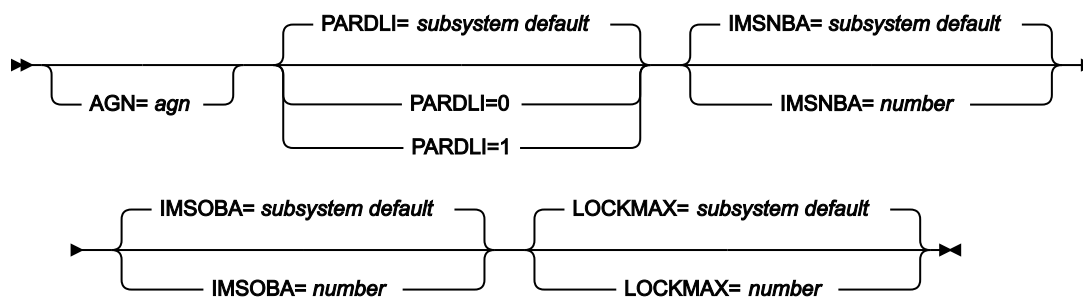 PARDLI= subsystem default
IMSNBA= subsystem default
AGN= agn
PARDLI=0
IMSNBA= number
PARDLI=1
IMSOBA= subsystem default
LOCKMAX= subsystem default
IMSOBA= number
LOCKMAX= number